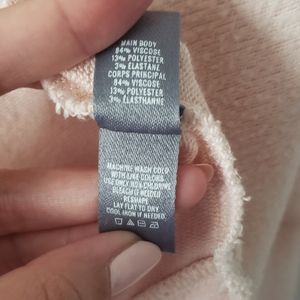 MAIN BODY
84% VISCOSE
13% POLYESTER
3% ELASTANE
CORPS PRINCIPAL
84% VISCOSE
13% POLYESTER
3% ÉLASTHANNE
MACHINE WASH COLD
WITH LIKE COLORS
USE ONLY NON-CHLORINE
BLEACH IF NEEDED
RESHAPE
LAY FLAT TO DRY
COOL IRON IF NEEDED